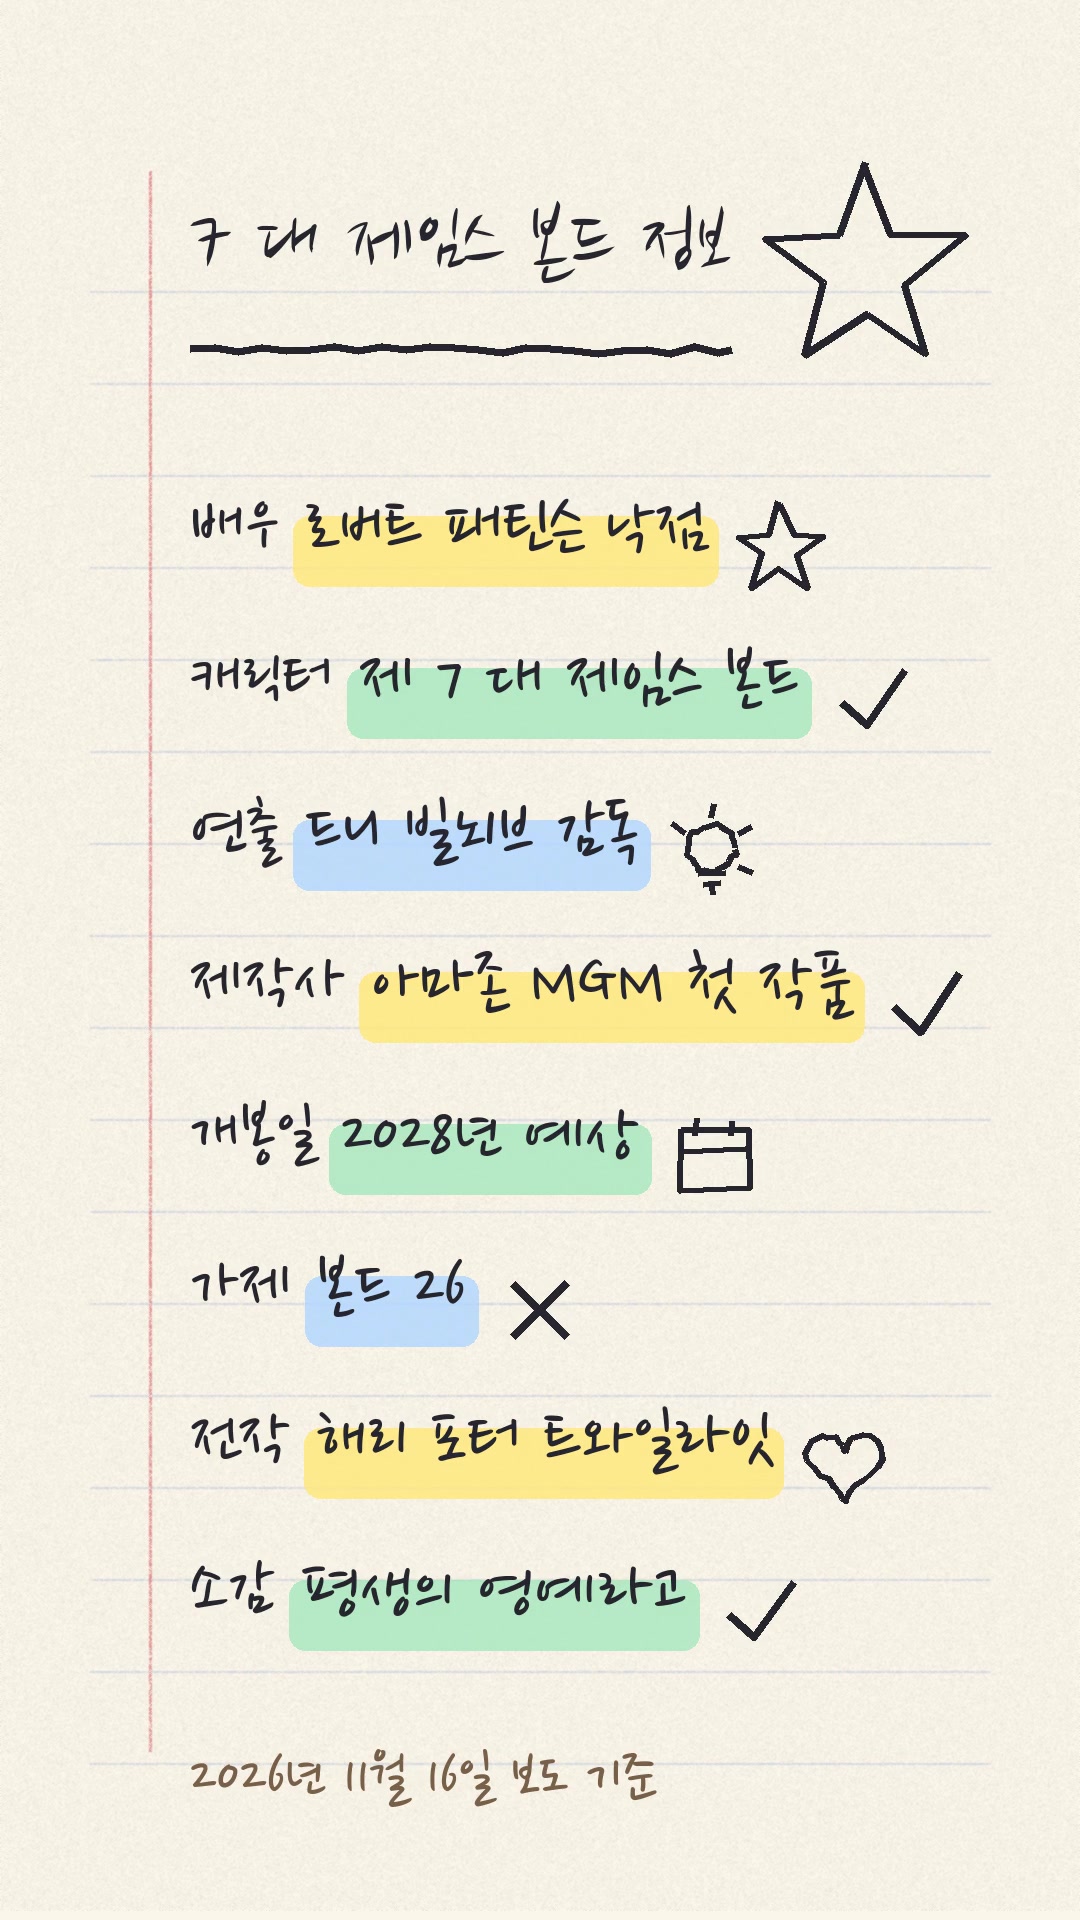 7 대 제임스 본드 정보
배우 로버트 패틴슨 낙점
캐릭터 제 7 대 제임스 본드
연출 드니 빌뇌브 감독
제작사 아마존 MGM 첫 작품
개봉일 2028년 예상
가제 본드 26
전작 해리 포터 트와일라잇
소감 평생의 영예라고
2026년 11월 16일 보도 기준